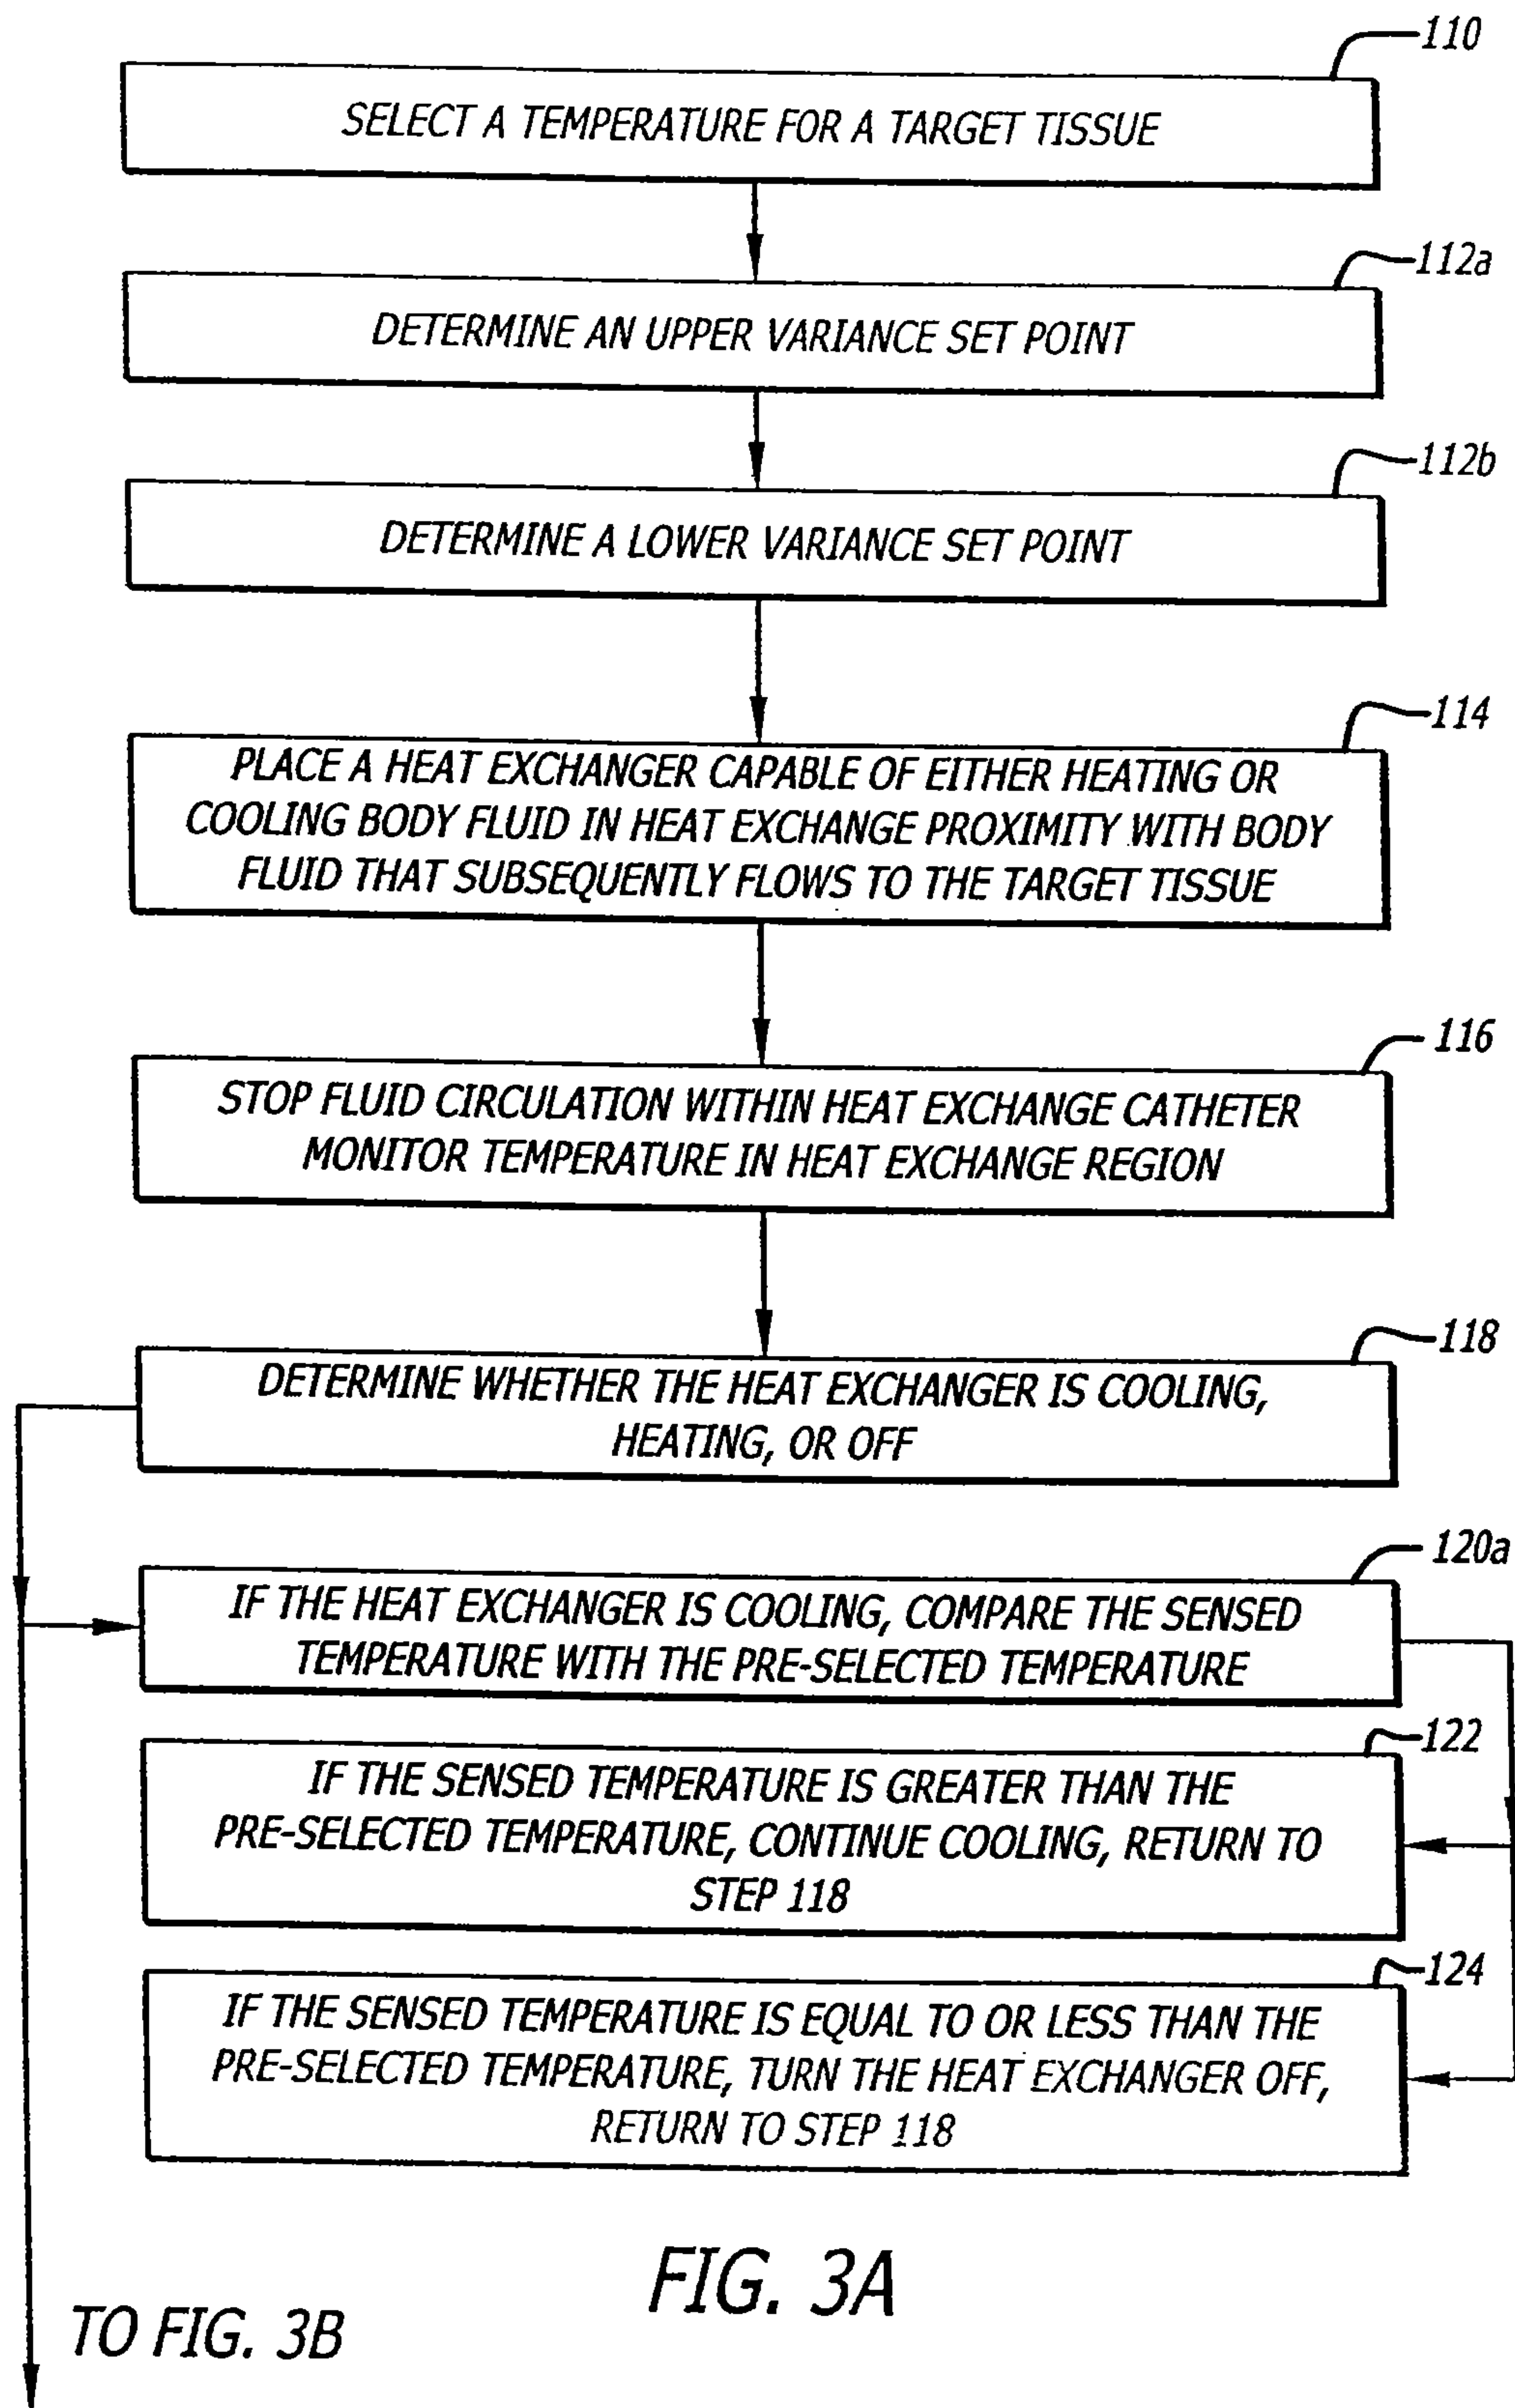 110
SELECT A TEMPERATURE FOR A TARGET TISSUE
112a
DETERMINE AN UPPER VARIANCE SET POINT
112b
DETERMINE A LOWER VARIANCE SET POINT
114
PLACE A HEAT EXCHANGER CAPABLE OF EITHER HEATING OR
COOLING BODY FLUID IN HEAT EXCHANGE PROXIMITY WITH BODY
FLUID THAT SUBSEQUENTLY FLOWS TO THE TARGET TISSUE
116
STOP FLUID CIRCULATION WITHIN HEAT EXCHANGE CATHETER
MONITOR TEMPERATURE IN HEAT EXCHANGE REGION
118
DETERMINE WHETHER THE HEAT EXCHANGER IS COOLING,
HEATING, OR OFF
120a
IF THE HEAT EXCHANGER IS COOLING, COMPARE THE SENSED
TEMPERATURE WITH THE PRE-SELECTED TEMPERATURE
122
IF THE SENSED TEMPERATURE IS GREATER THAN THE
PRE-SELECTED TEMPERATURE, CONTINUE COOLING, RETURN TO
STEP 118
124
IF THE SENSED TEMPERATURE IS EQUAL TO OR LESS THAN THE
PRE-SELECTED TEMPERATURE, TURN THE HEAT EXCHANGER OFF,
RETURN TO STEP 118
FIG. 3A
TO FIG. 3B